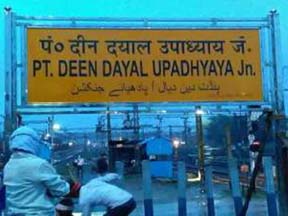 पं० दीन दयाल उपाध्याय जं.
PT. DEEN DAYAL UPADHYAYA Jn.
پنڈت دین دیال اپادھیائے جنکشن